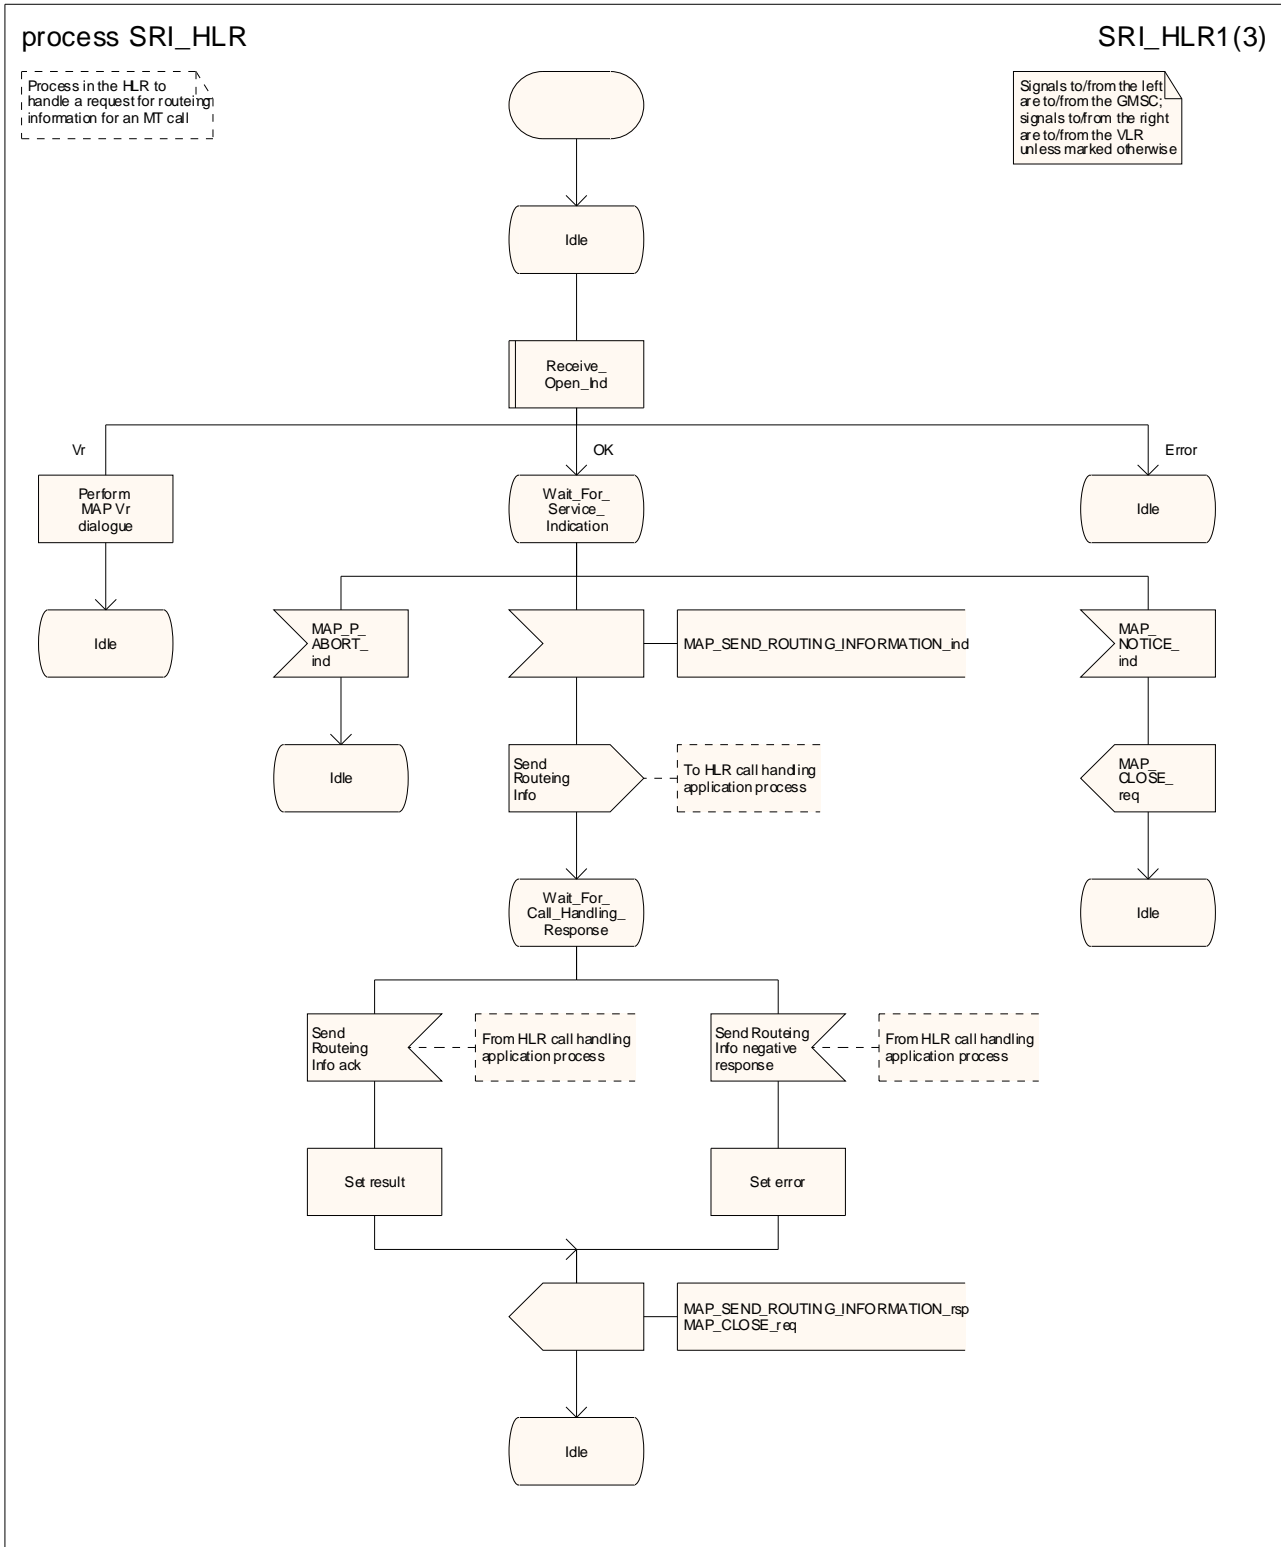 process SRI_HLR
SRI_HLR1(3)
Process in the HLR to
handle a request for routeing
information for an MT call
Signals to/from the left
are to/from the GMSC;
signals to/from the right
are to/from the VLR
unless marked otherwise
Idle
Receive_
Open_Ind
Vr
OK
Error
Perform
MAP Vr
dialogue
Wait_For_
Service_
Indication
Idle
Idle
MAP_P_
ABORT_
ind
MAP_SEND_ROUTING_INFORMATION_ind
MAP_
NOTICE_
ind
Idle
Send
Routeing
Info
To HLR call handling
application process
MAP_
CLOSE_
req
Wait_For_
Call_Handling_
Response
Idle
Send
Routeing
Info ack
From HLR call handling
application process
Send Routeing
Info negative
response
From HLR call handling
application process
Set result
Set error
MAP_SEND_ROUTING_INFORMATION_rsp
MAP_CLOSE_req
Idle